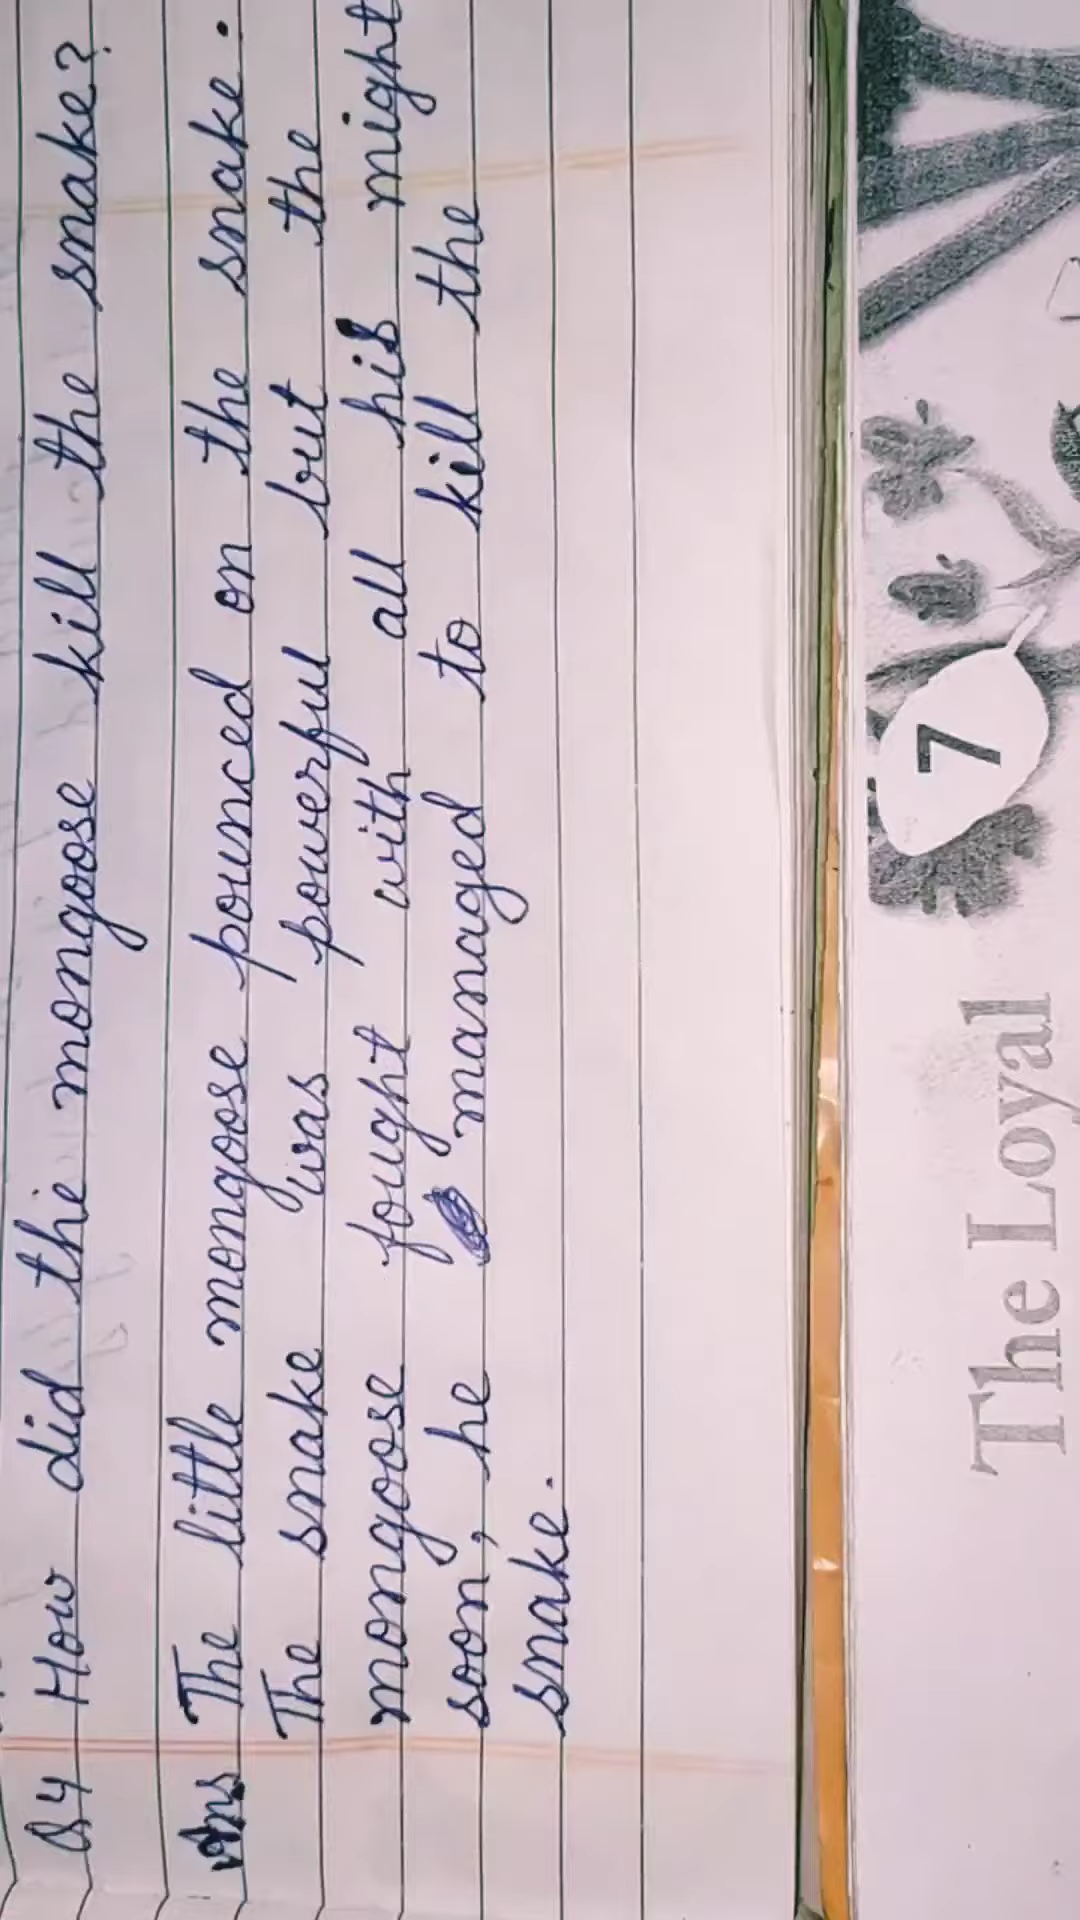 Q4 How did the mongoose kill the snake?
Ans The little mongoose pounced on the snake.
The snake was powerful but the
mongoose fought with all his might
soon, he managed to kill the
snake.
7
The Loyal